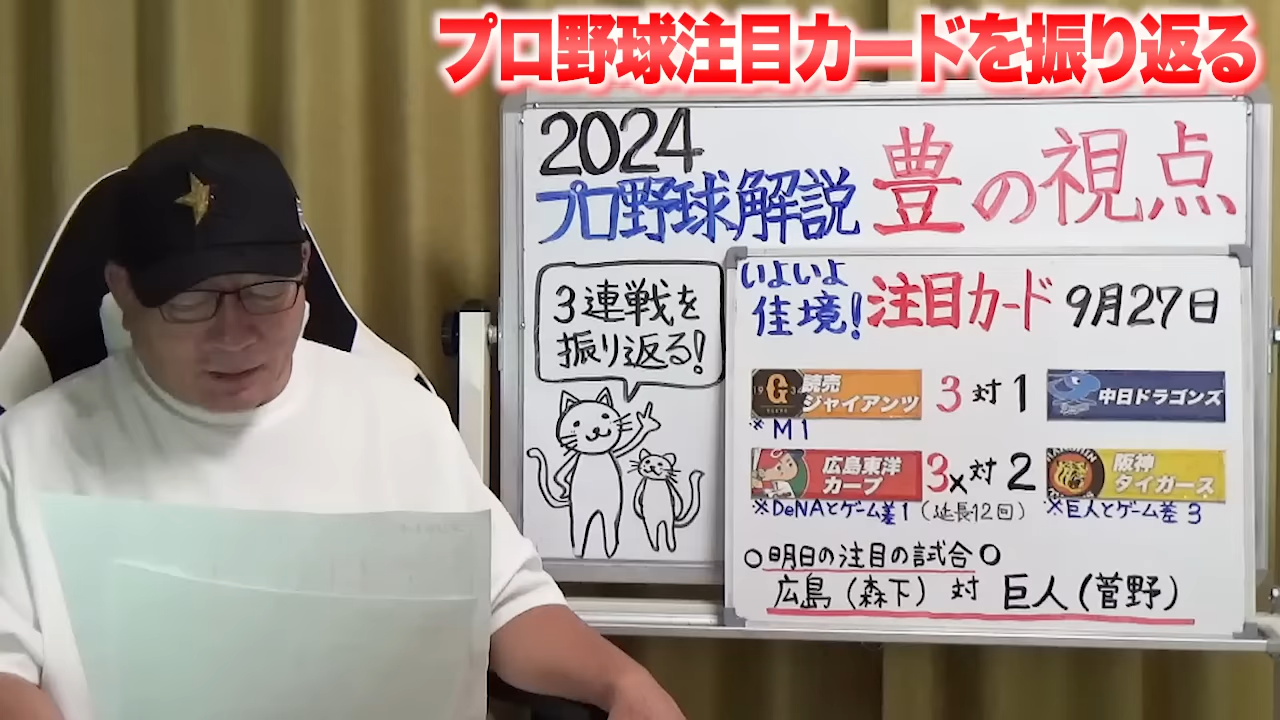 プロ野球注目カードを振り返る
2024
プロ野球解説 豊の視点
3連戦を
振り返る!
いよいよ
佳境! 注目カード 9月27日
読売
ジャイアンツ 3 対 1 中日ドラゴンズ
※M1
広島東洋
カープ 3x対 2 阪神
タイガース
※DeNAとゲーム差1 (延長12回) ※巨人とゲーム差3
○明日の注目の試合○
広島(森下) 対 巨人(菅野)